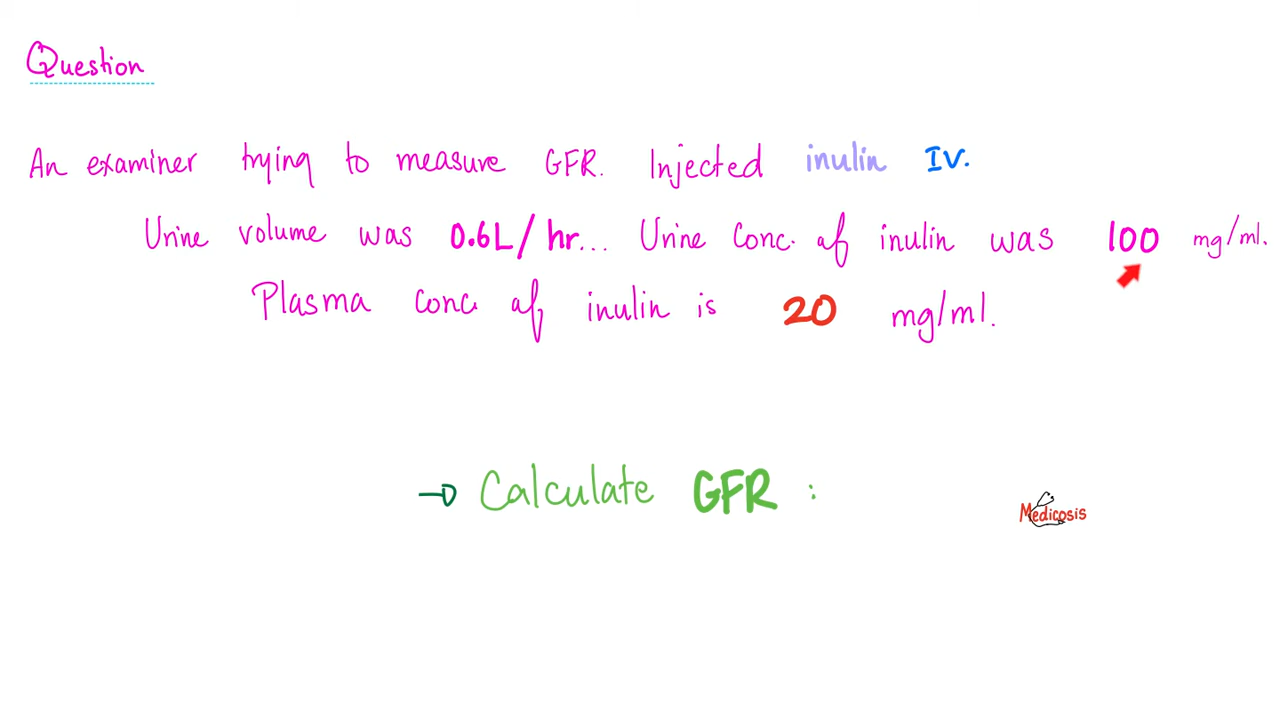 Question
An examiner trying to measure GFR. Injected inulin IV.
Urine volume was 0.6L/hr... Urine Conc. of inulin was 100 mg/ml.
Plasma conc. of inulin is 20 mg/ml.
→ Calculate GFR :
Medicosis